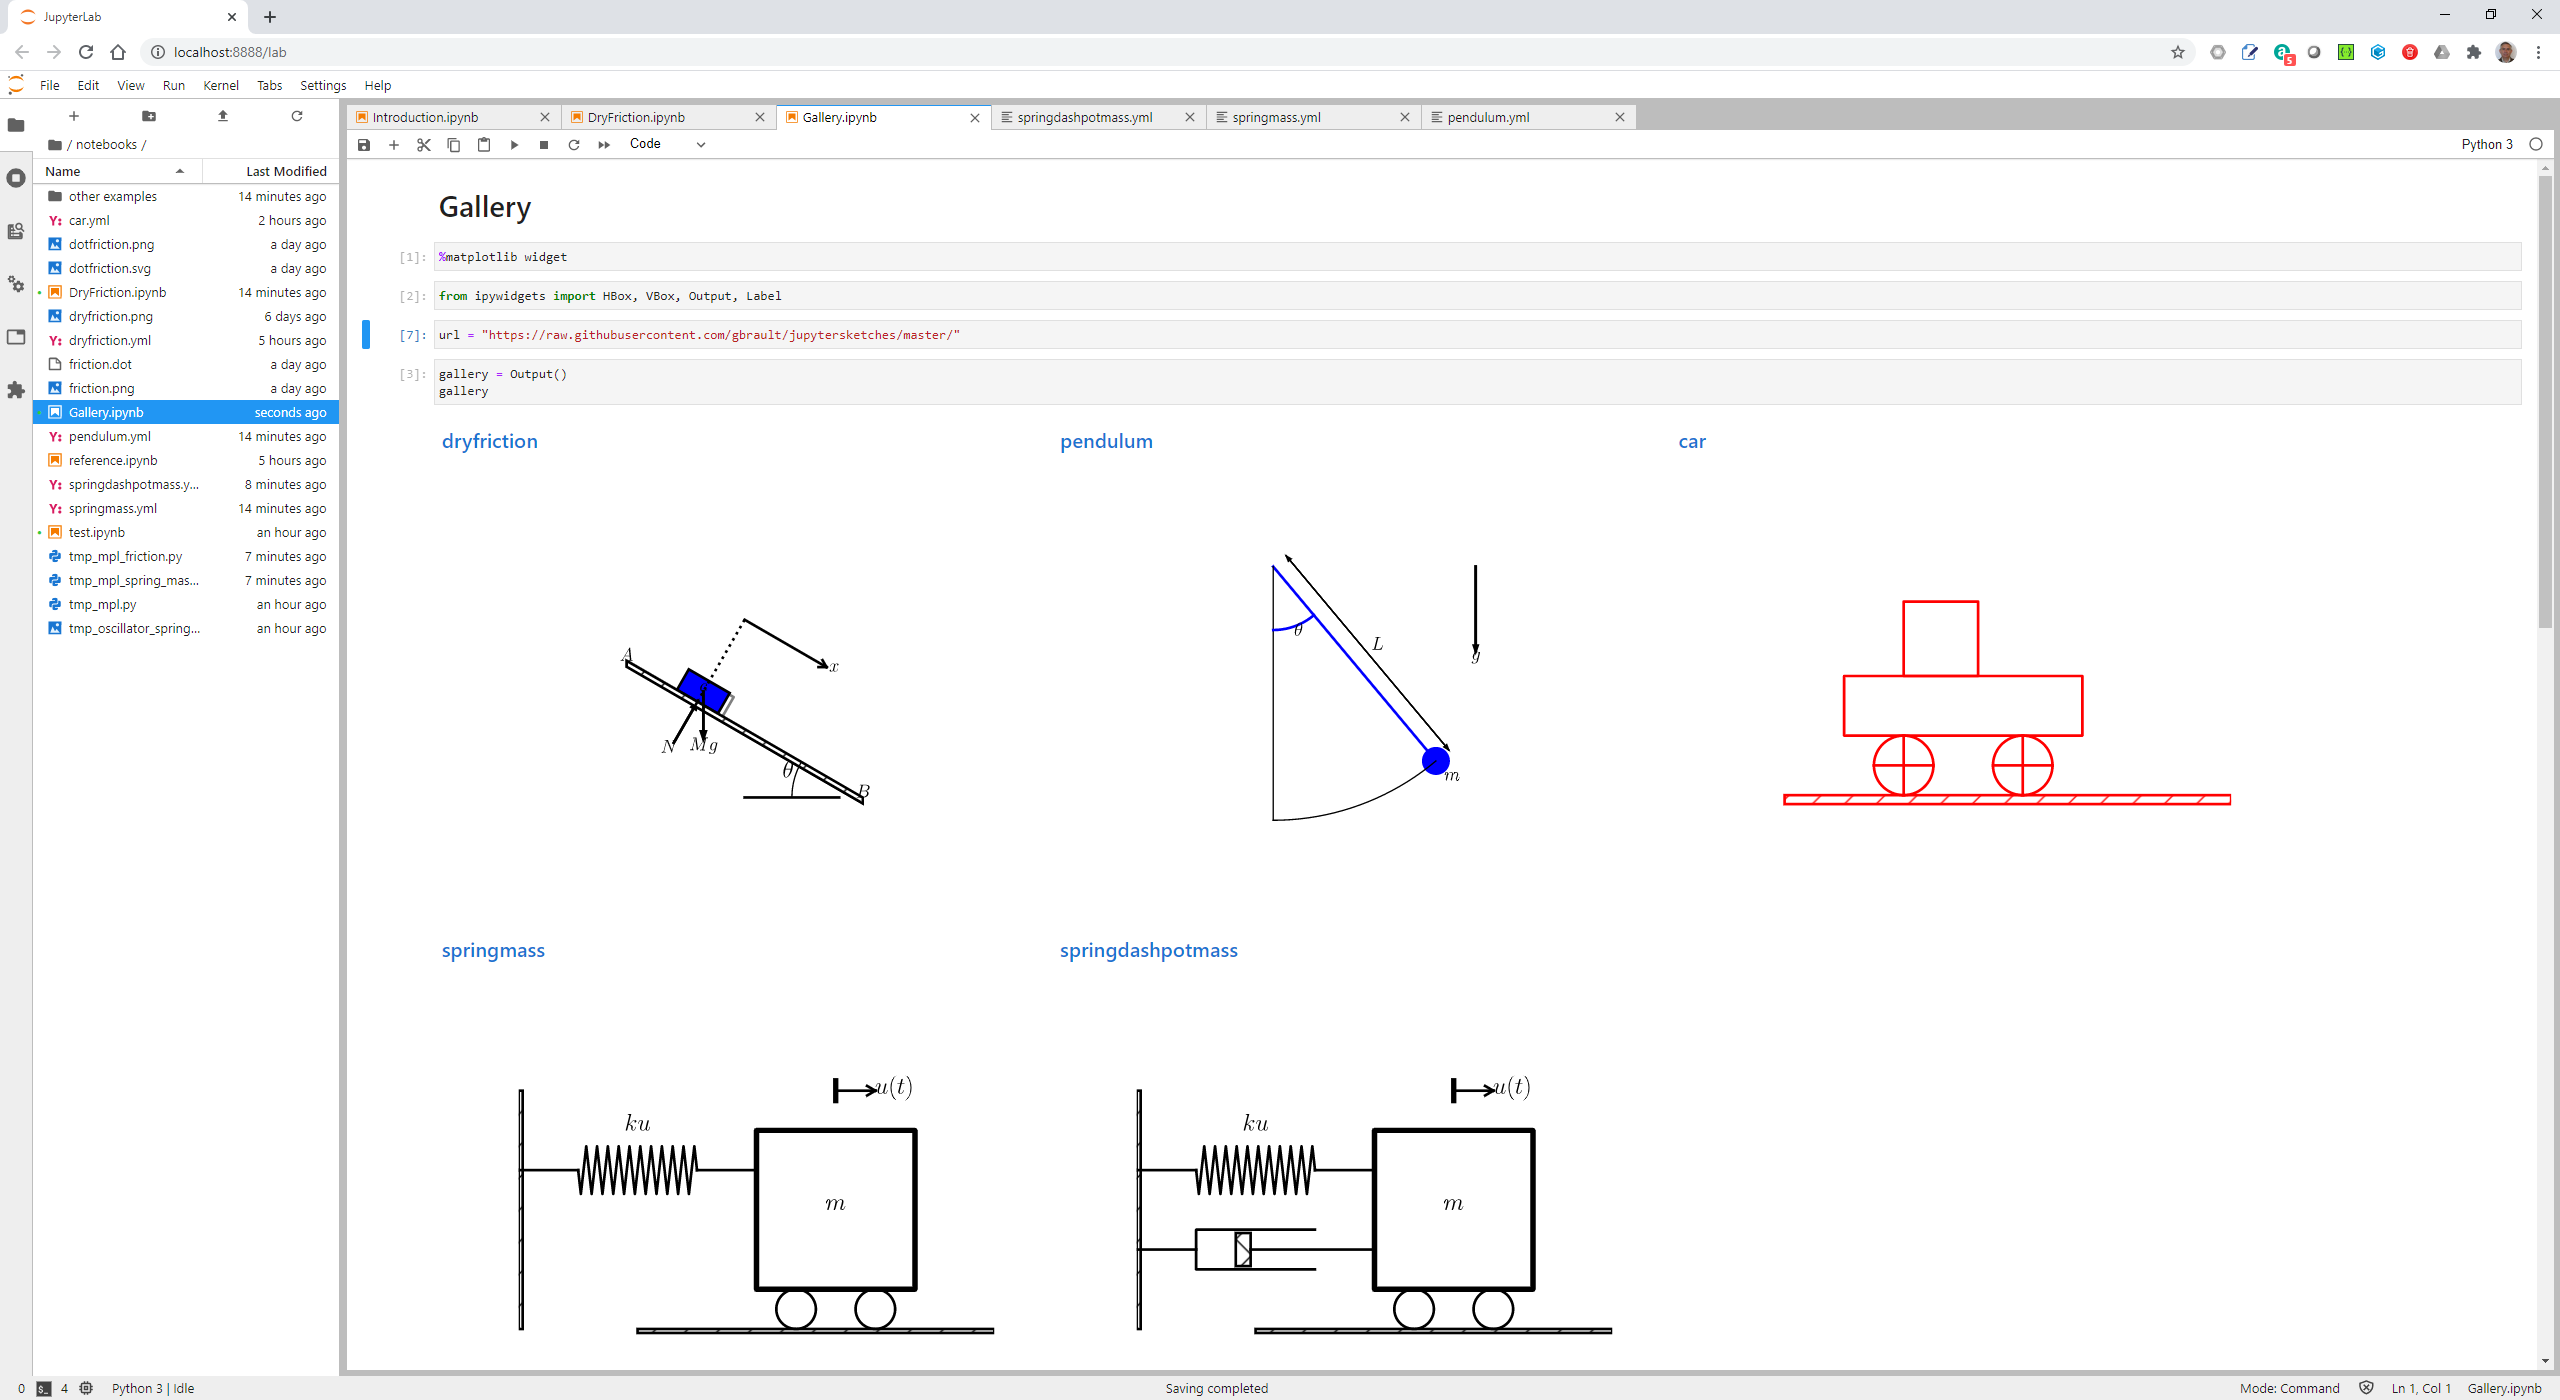 JupyterLab
localhost:8888/lab
5
File Edit View Run Kernel Tabs Settings Help
Introduction.ipynb DryFriction.ipynb Gallery.ipynb springdashpotmass.yml springmass.yml pendulum.yml
/ notebooks /
Code
Python 3
Name Last Modified
other examples 14 minutes ago
Y: car.yml 2 hours ago
dotfriction.png a day ago
dotfriction.svg a day ago
DryFriction.ipynb 14 minutes ago
dryfriction.png 6 days ago
Y: dryfriction.yml 5 hours ago
friction.dot a day ago
friction.png a day ago
Gallery.ipynb seconds ago
Y: pendulum.yml 14 minutes ago
reference.ipynb 5 hours ago
Y: springdashpotmass.y... 8 minutes ago
Y: springmass.yml 14 minutes ago
test.ipynb an hour ago
tmp_mpl_friction.py 7 minutes ago
tmp_mpl_spring_mas... 7 minutes ago
tmp_mpl.py an hour ago
tmp_oscillator_spring... an hour ago
Gallery
[1]: %matplotlib widget
[2]: from ipywidgets import HBox, VBox, Output, Label
[7]: url = "https://raw.githubusercontent.com/gbrault/jupytersketches/master/"
[3]: gallery = Output()
gallery
dryfriction pendulum car
A
x
N
Mg
θ
B
θ
L
g
m
springmass springdashpotmass
u(t)
ku
m
u(t)
ku
m
0 $_ 4 Python 3 | Idle Saving completed Mode: Command Ln 1, Col 1 Gallery.ipynb